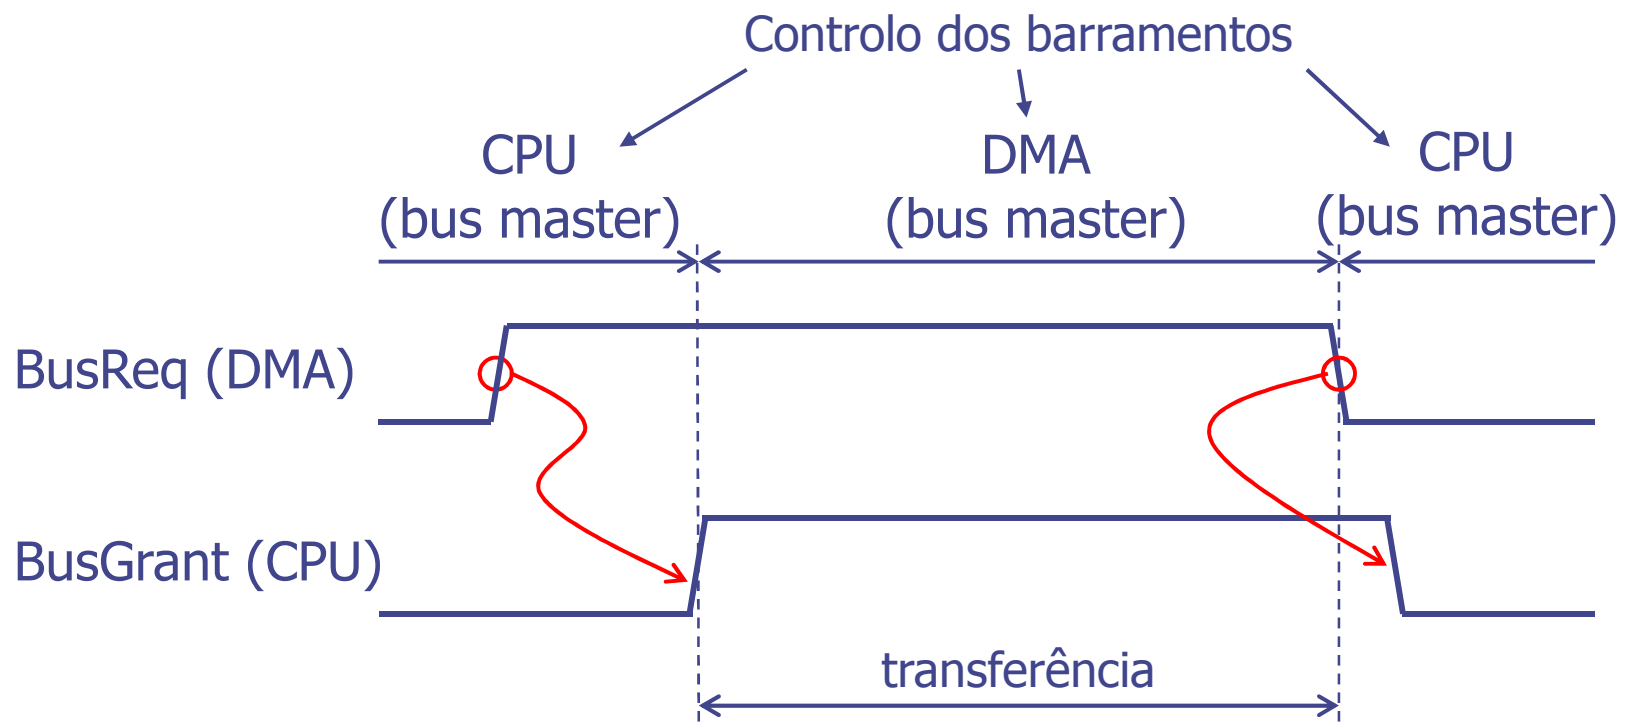 Controlo dos barramentos
CPU
(bus master)
DMA
(bus master)
CPU
(bus master)
BusReq (DMA)
BusGrant (CPU)
transferência